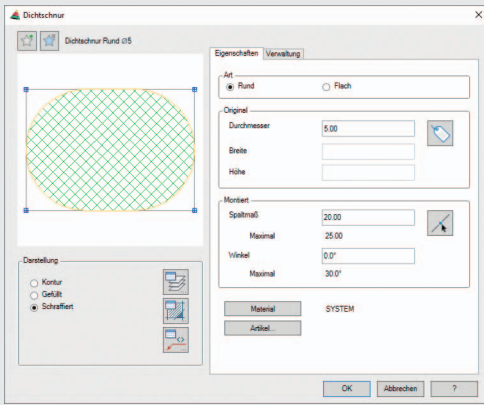 Dichtschnur
Dichtschnur Rund ∅5
Eigenschaften Verwaltung
Art
Rund Flach
Original
Durchmesser 5.00
Breite
Höhe
Montiert
Spaltmaß 20.00
Maximal 25.00
Winkel 0.0°
Maximal 30.0°
Darstellung
Kontur
Gefüllt
Schraffiert
Material SYSTEM
Artikel...
OK Abbrechen ?